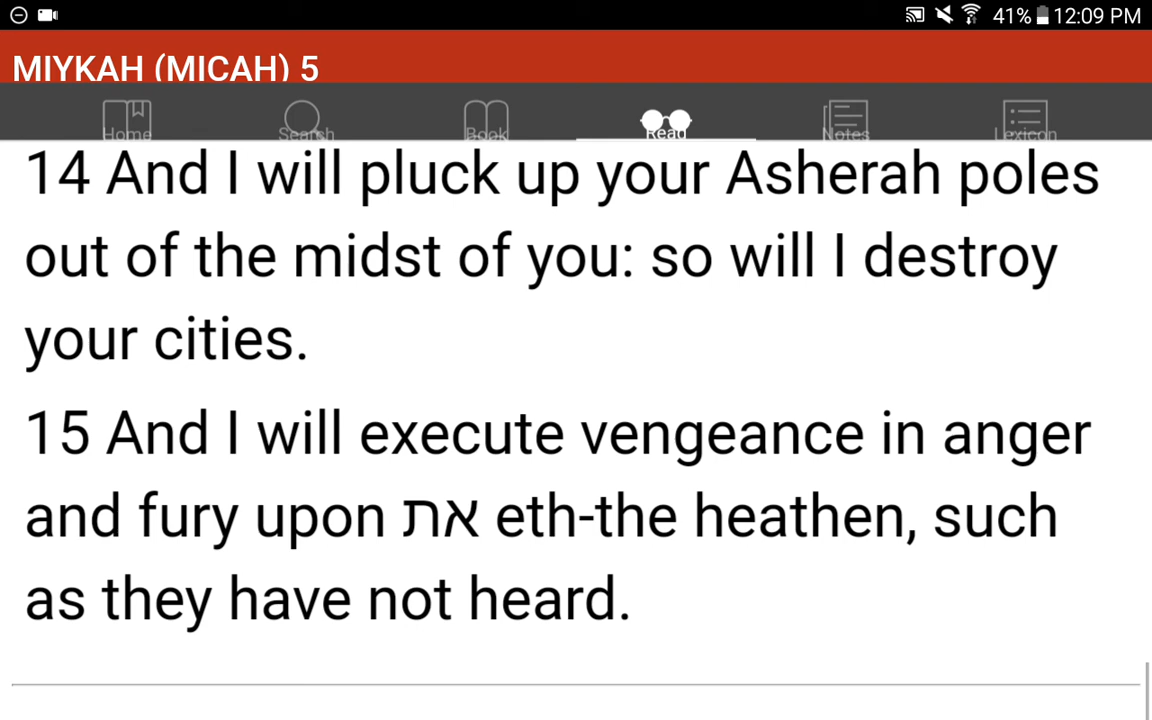 41% 12:09 PM
MIYKAH (MICAH) 5
Home Search Book Read Notes Lexicon
14 And I will pluck up your Asherah poles
out of the midst of you: so will I destroy
your cities.
15 And I will execute vengeance in anger
and fury upon את eth-the heathen, such
as they have not heard.